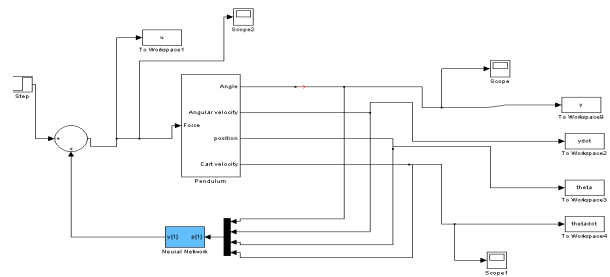 Scope2
u
To Workspace1
Step
Angle
Scope
Angular velocity
y
To Workspace9
Force
position
ydot
To Workspace2
Cart velocity
Pendulum
theta
To Workspace3
thetadot
To Workspace4
y{1} p{1}
Neural Network
Scope1